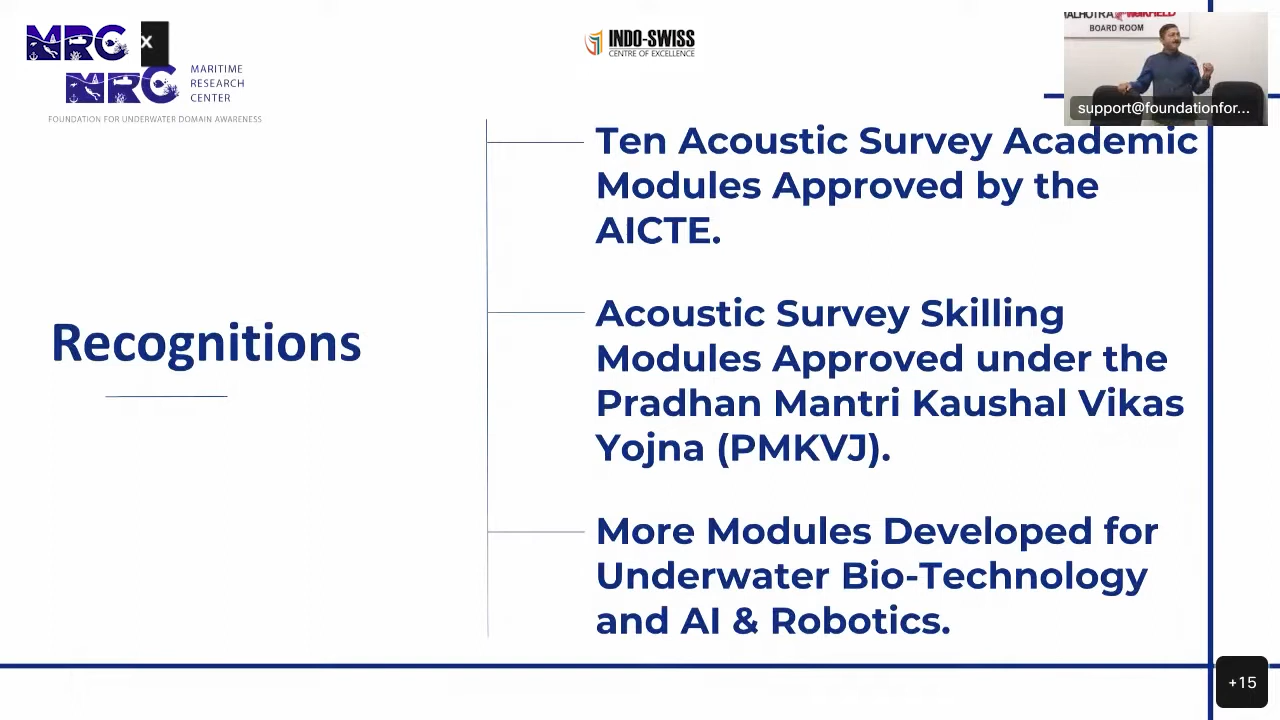 MRC
X
MRC
MARITIME
RESEARCH
CENTER
FOUNDATION FOR UNDERWATER DOMAIN AWARENESS
INDO-SWISS
CENTRE OF EXCELLENCE
BOARD ROOM
support@foundationfor...
Ten Acoustic Survey Academic
Modules Approved by the
AICTE.
Recognitions
Acoustic Survey Skilling
Modules Approved under the
Pradhan Mantri Kaushal Vikas
Yojna (PMKVJ).
More Modules Developed for
Underwater Bio-Technology
and AI & Robotics.
+15